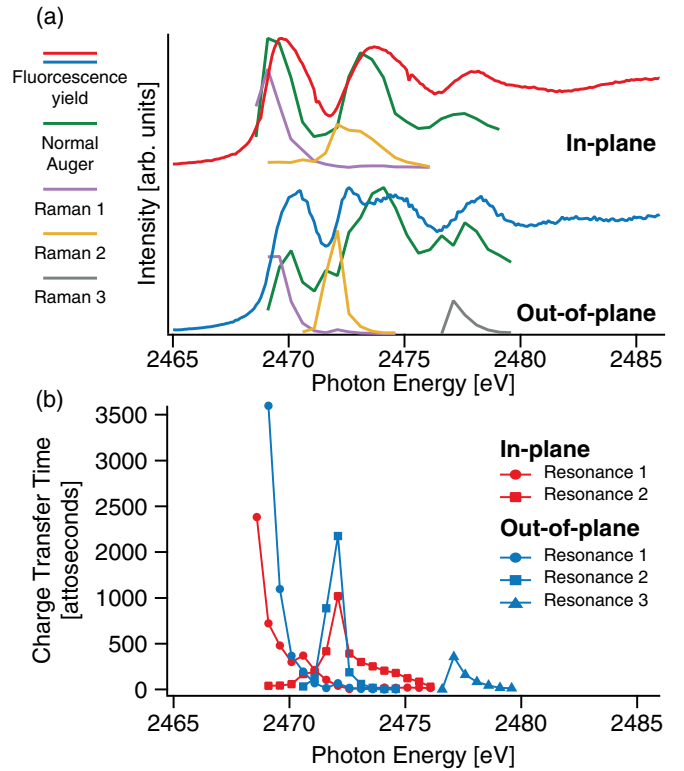 (a)
Fluorcescence
yield
Normal
Auger
Raman 1
Raman 2
Raman 3
Intensity [arb. units]
In-plane
Out-of-plane
2465 2470 2475 2480 2485
Photon Energy [eV]
(b)
Charge Transfer Time
[attoseconds]
3500
3000
2500
2000
1000
500
0
In-plane
Resonance 1
Resonance 2
Out-of-plane
Resonance 1
Resonance 2
Resonance 3
2465 2470 2475 2480 2485
Photon Energy [eV]